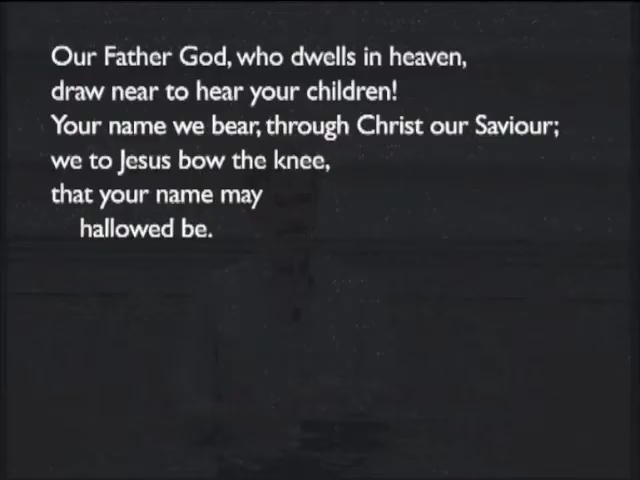 Our Father God, who dwells in heaven,
draw near to hear your children!
Your name we bear, through Christ our Saviour;
we to Jesus bow the knee,
that your name may
hallowed be.